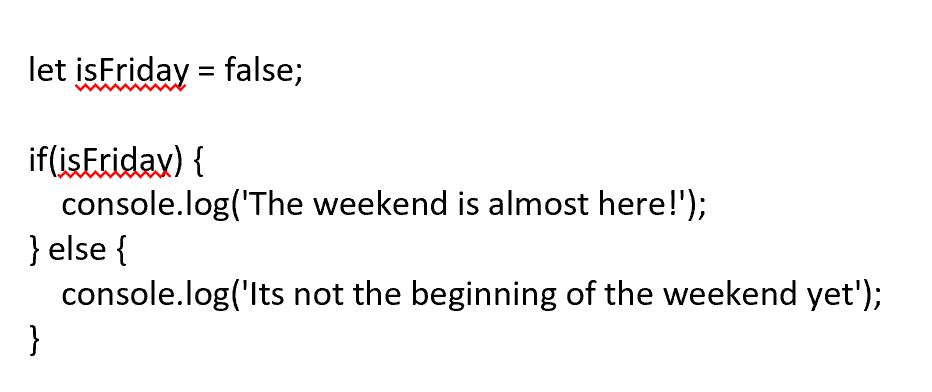 let isFriday = false;
if(isFriday) {
console.log('The weekend is almost here!');
} else {
console.log('Its not the beginning of the weekend yet');
}